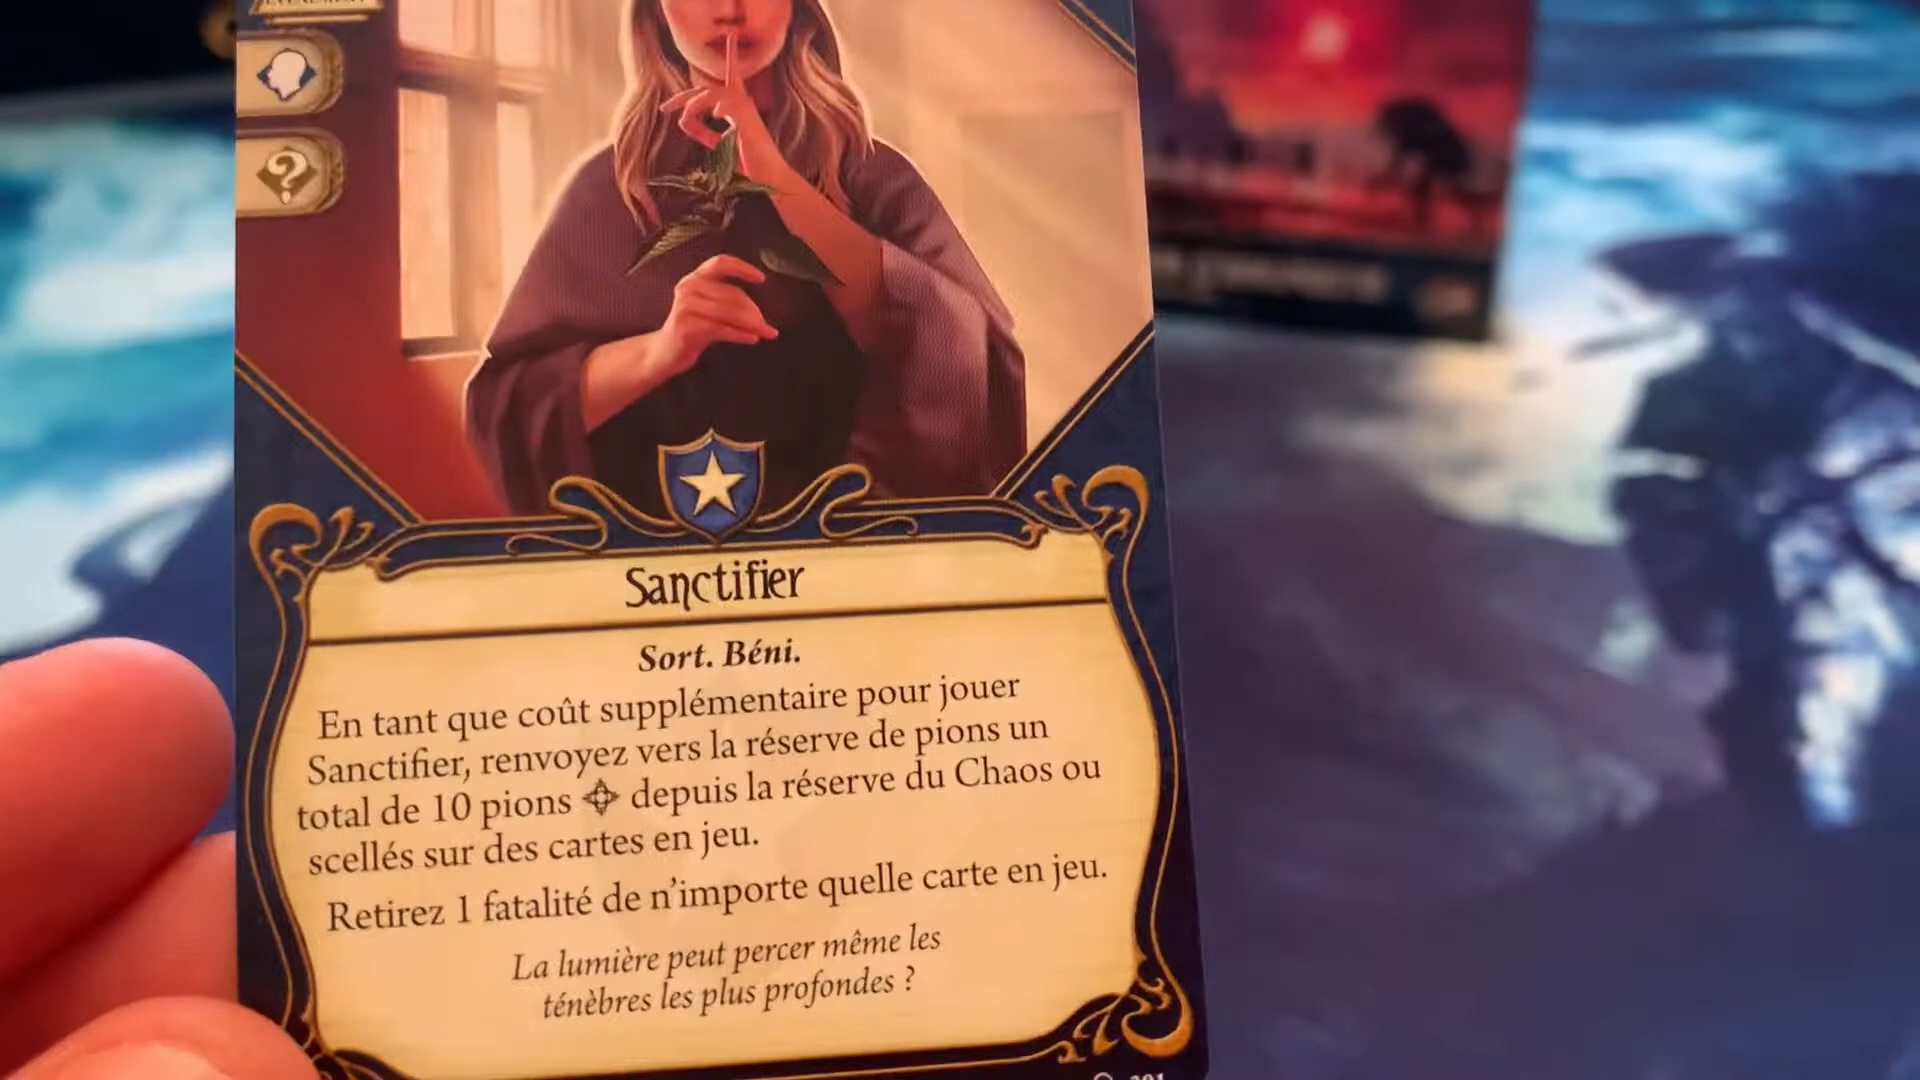 ?
Sanctifier
Sort. Béni.
En tant que coût supplémentaire pour jouer
Sanctifier, renvoyez vers la réserve de pions un
total de 10 pions depuis la réserve du Chaos ou
scellés sur des cartes en jeu.
Retirez 1 fatalité de n'importe quelle carte en jeu.
La lumière peut percer même les
ténèbres les plus profondes ?